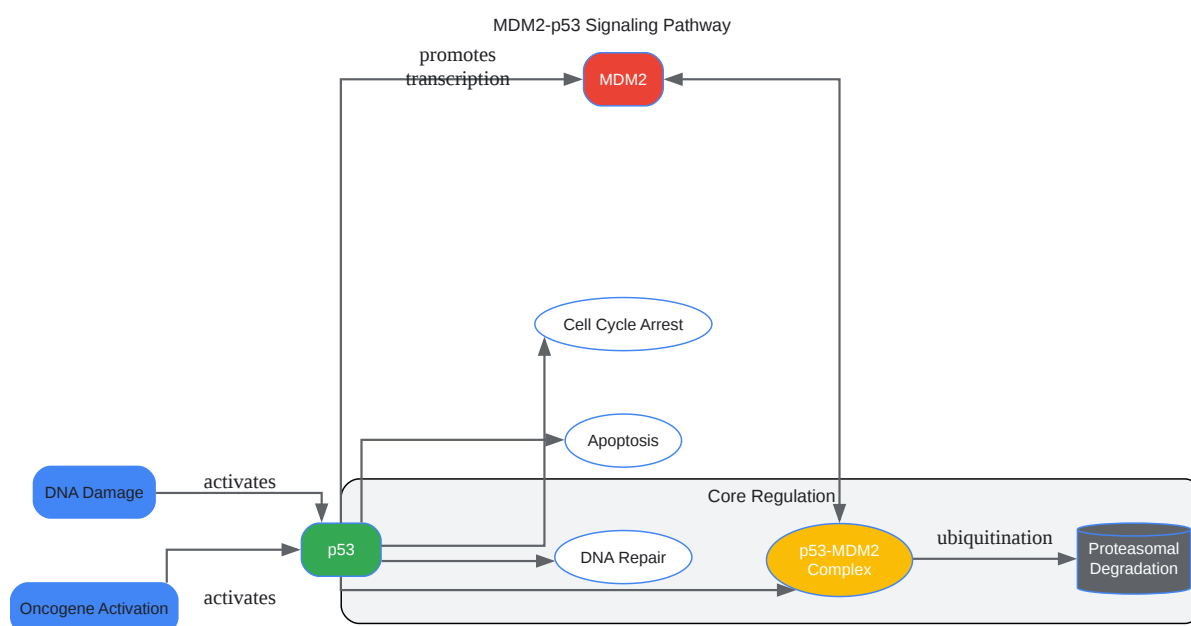 MDM2-p53 Signaling Pathway
promotes
transcription
MDM2
Cell Cycle Arrest
Apoptosis
DNA Damage
activates
Core Regulation
p53
DNA Repair
p53-MDM2
Complex
ubiquitination
Proteasomal
Degradation
Oncogene Activation
activates